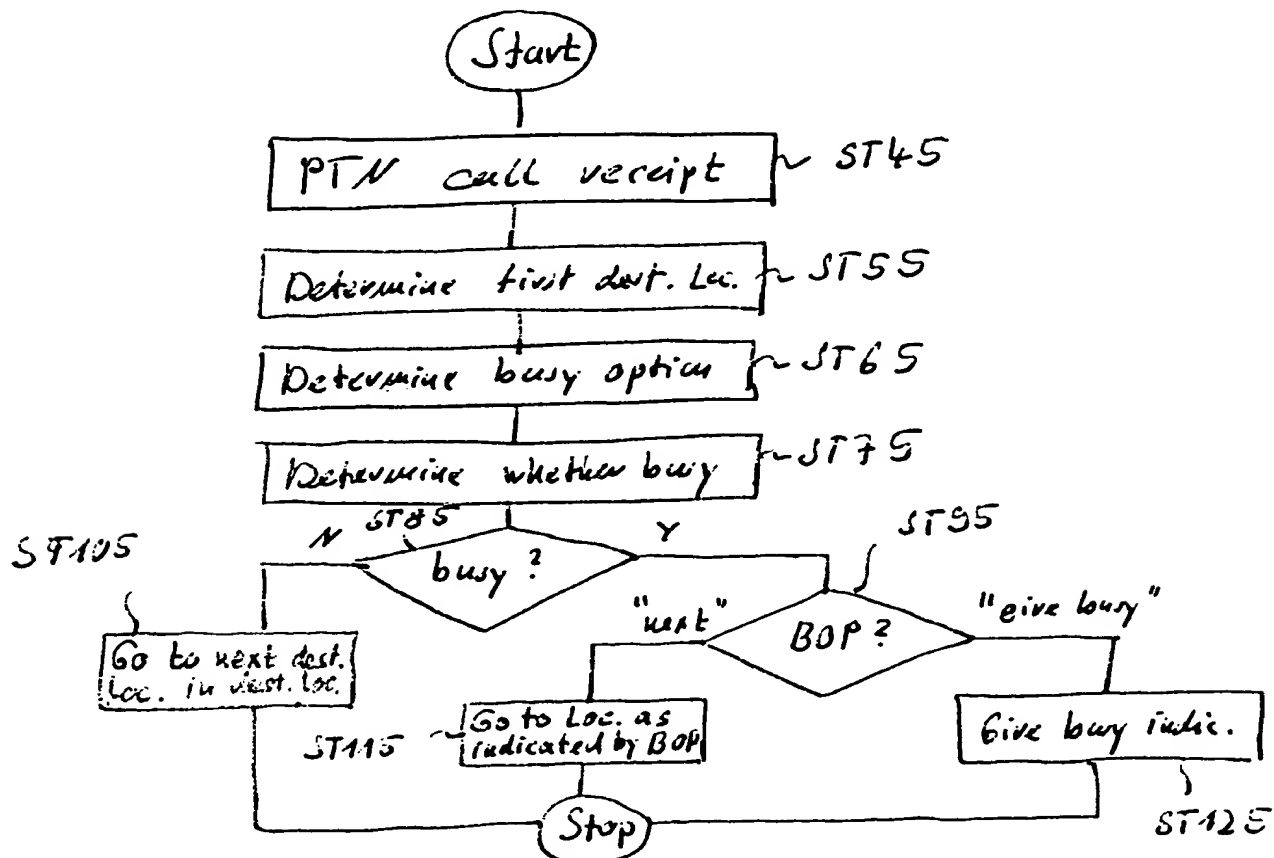 Start
PTN call receipt
ST45
Determine first dest. Loc.
ST55
Determine busy option
ST65
Determine whether busy
ST75
ST85
N
busy?
Y
ST95
ST105
"next"
BOP?
"give busy"
Go to next dest.
Loc. in dest. loc.
ST115
Go to Loc. as
indicated by BOP
Give busy indic.
ST125
Stop